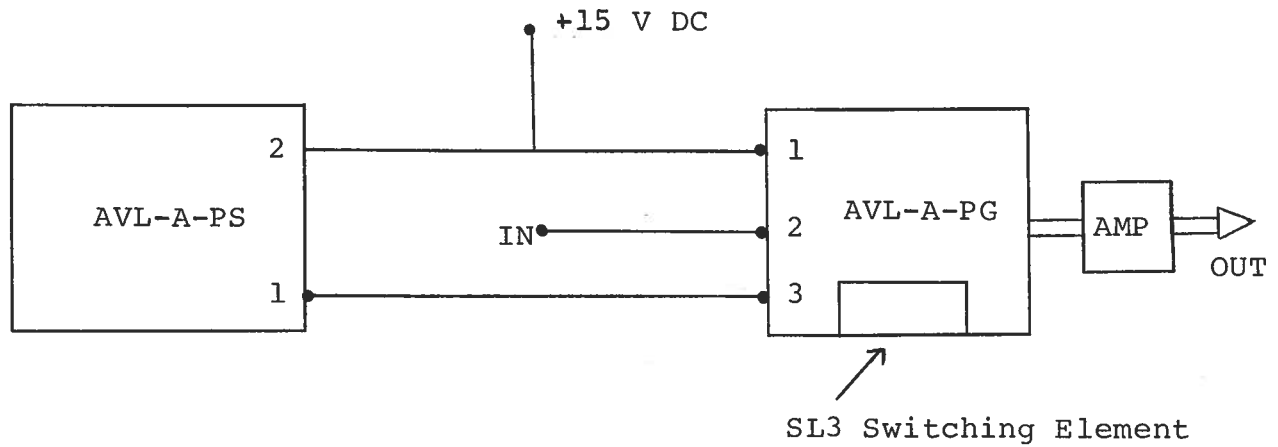 +15 V DC
2
1
AVL-A-PS
AVL-A-PG
IN
2
AMP
OUT
1
3
SL3 Switching Element